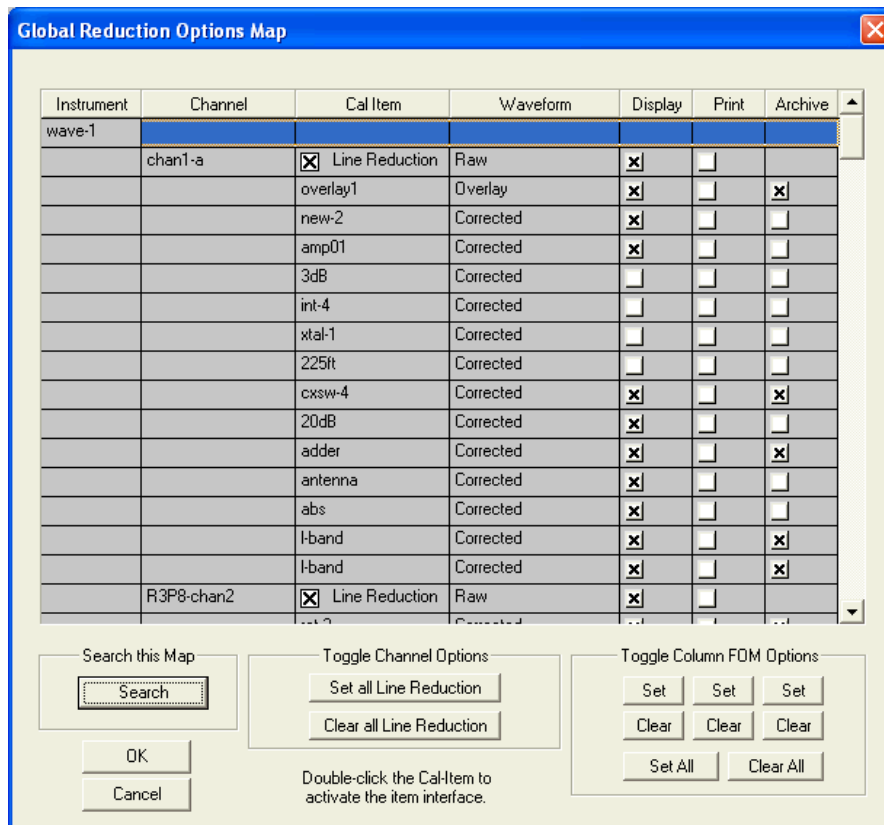 Global Reduction Options Map
Instrument Channel Cal Item Waveform Display Print Archive
wave-1
chan1-a Line Reduction Raw
overlay1 Overlay
new-2 Corrected
amp01 Corrected
3dB Corrected
int-4 Corrected
xtal-1 Corrected
225ft Corrected
cxsw-4 Corrected
20dB Corrected
adder Corrected
antenna Corrected
abs Corrected
l-band Corrected
l-band Corrected
R3P8-chan2 Line Reduction Raw
Search this Map
Search
OK
Cancel
Toggle Channel Options
Set all Line Reduction
Clear all Line Reduction
Double-click the Cal-Item to
activate the item interface.
Toggle Column FOM Options
Set Set Set
Clear Clear Clear
Set All Clear All